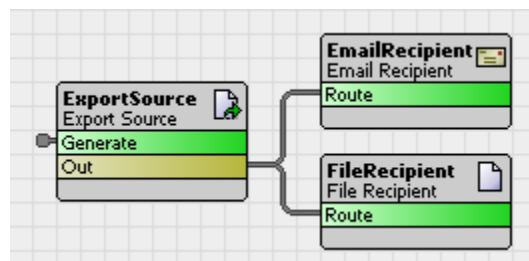 ExportSource
Export Source
Generate
Out
EmailRecipient
Email Recipient
Route
FileRecipient
File Recipient
Route